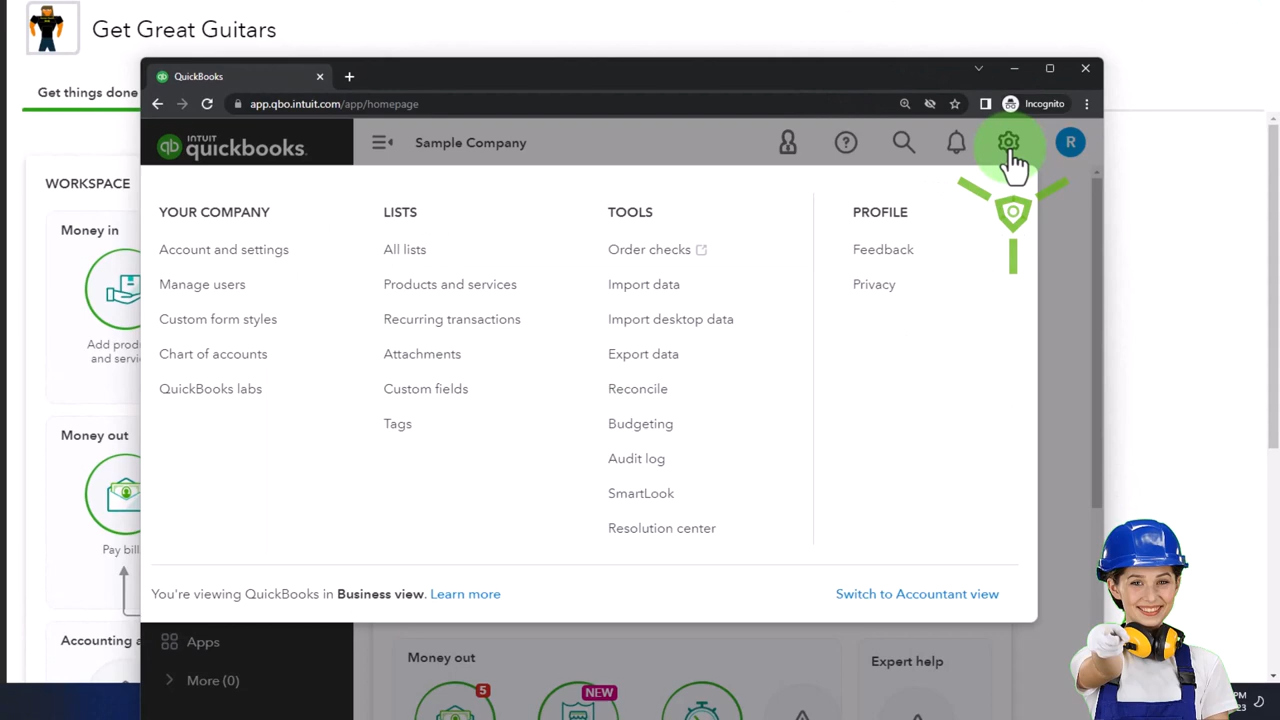 Get Great Guitars
Get things done
WORKSPACE
Money in
Add prod
and servi
Money out
Pay bill
Accounting a
QuickBooks
app.qbo.intuit.com/app/homepage
Incognito
INTUIT
quickbooks.
Sample Company
R
YOUR COMPANY
Account and settings
Manage users
Custom form styles
Chart of accounts
QuickBooks labs
LISTS
All lists
Products and services
Recurring transactions
Attachments
Custom fields
Tags
TOOLS
Order checks
Import data
Import desktop data
Export data
Reconcile
Budgeting
Audit log
SmartLook
Resolution center
PROFILE
Feedback
Privacy
You're viewing QuickBooks in Business view. Learn more
Switch to Accountant view
Apps
More (0)
Money out
5
NEW
Expert help
PM
23